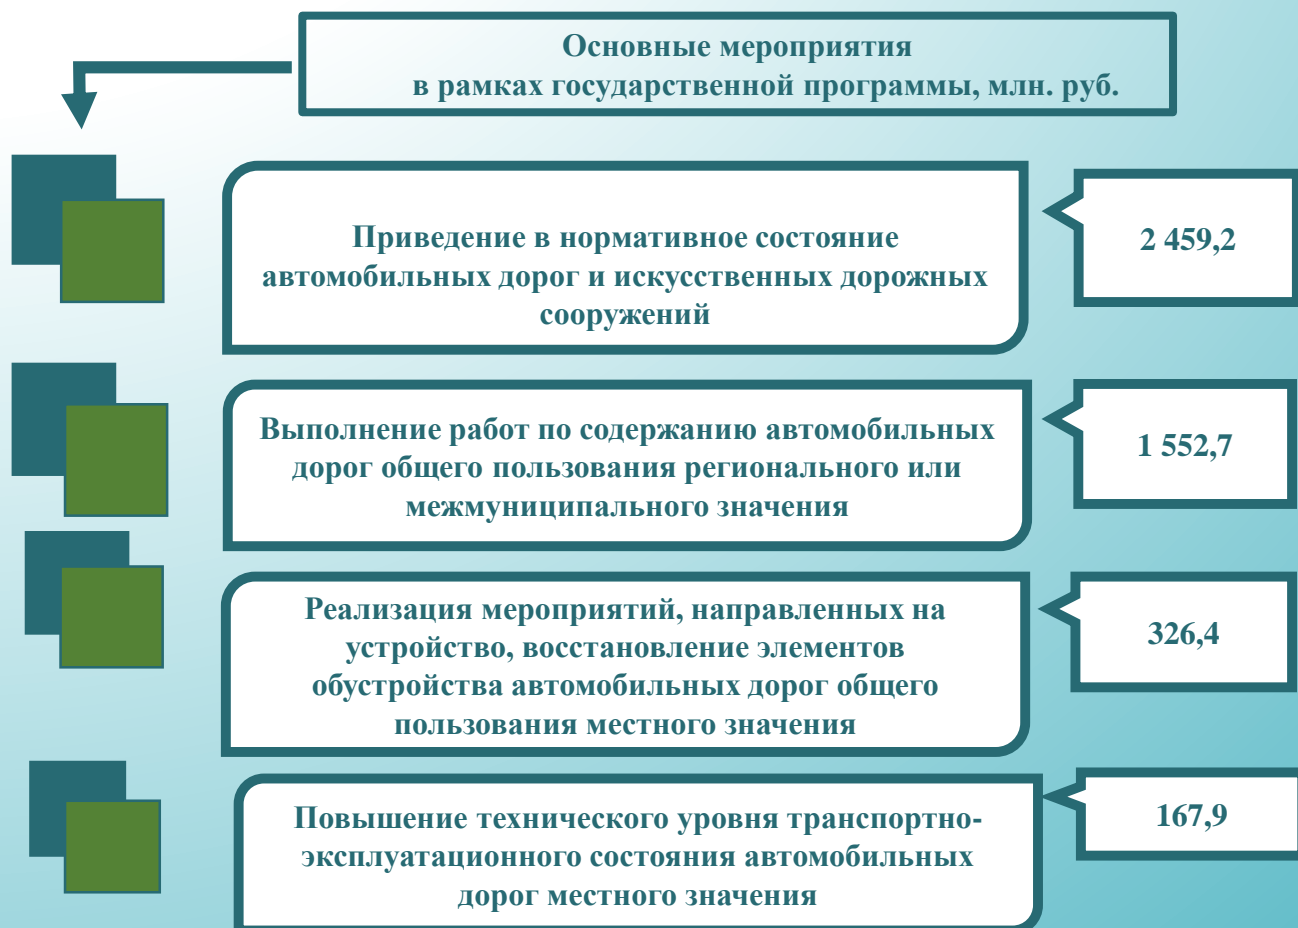 Основные мероприятия
в рамках государственной программы, млн. руб.
Приведение в нормативное состояние
автомобильных дорог и искусственных дорожных
сооружений
2 459,2
Выполнение работ по содержанию автомобильных
дорог общего пользования регионального или
межмуниципального значения
1 552,7
Реализация мероприятий, направленных на
устройство, восстановление элементов
обустройства автомобильных дорог общего
пользования местного значения
326,4
Повышение технического уровня транспортно-
эксплуатационного состояния автомобильных
дорог местного значения
167,9